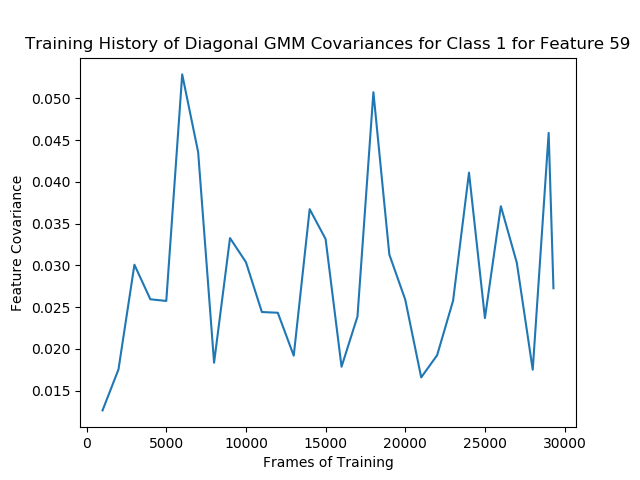 Training History of Diagonal GMM Covariances for Class 1 for Feature 59
0.050
0.045
0.040
0.035
0.030
0.025
0.020
0.015
Feature Covariance
0 5000 10000 15000 20000 25000 30000
Frames of Training